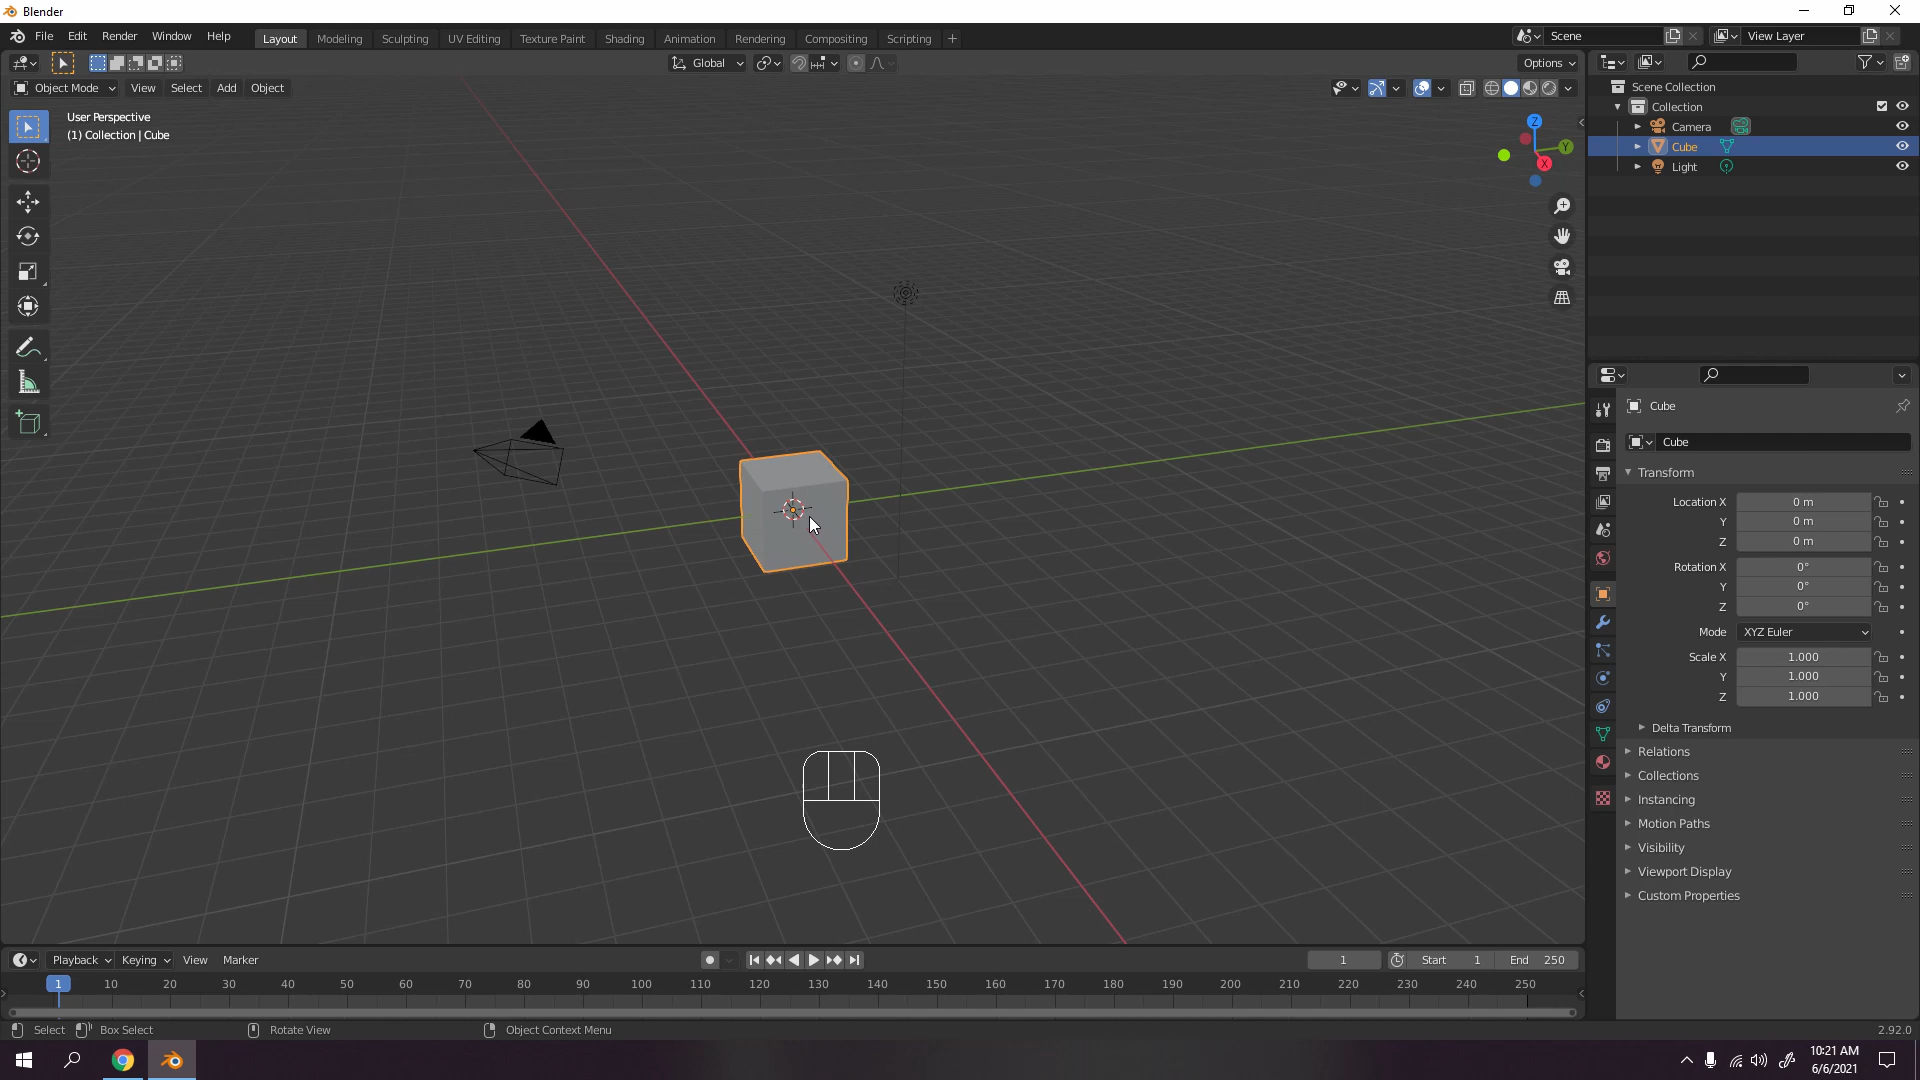 Blender
File Edit Render Window Help
Layout Modeling Sculpting UV Editing Texture Paint Shading Animation Rendering Compositing Scripting +
Scene
View Layer
Global
Options
Object Mode View Select Add Object
User Perspective
(1) Collection | Cube
Z
Y
X
Scene Collection
Collection
Camera
Cube
Light
Cube
Cube
Transform
Location X 0 m
Y 0 m
Z 0 m
Rotation X 0°
Y 0°
Z 0°
Mode XYZ Euler
Scale X 1.000
Y 1.000
Z 1.000
Delta Transform
Relations
Collections
Instancing
Motion Paths
Visibility
Viewport Display
Custom Properties
Playback Keying View Marker
1 Start 1 End 250
1 10 20 30 40 50 60 70 80 90 100 110 120 130 140 150 160 170 180 190 200 210 220 230 240 250
Select Box Select Rotate View Object Context Menu 2.92.0
10:21 AM
6/6/2021